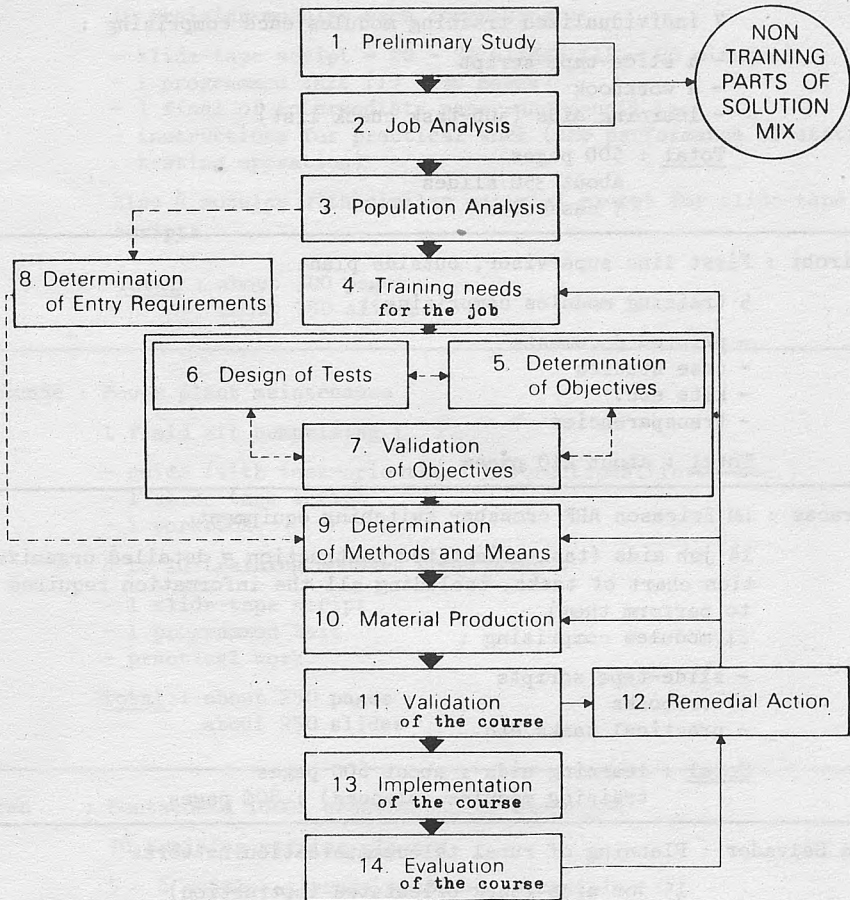 1. Preliminary Study
NON
TRAINING
PARTS OF
SOLUTION
MIX
2. Job Analysis
3. Population Analysis
8. Determination
of Entry Requirements
4. Training needs
for the job
6. Design of Tests
5. Determination
of Objectives
7. Validation
of Objectives
9. Determination
of Methods and Means
10. Material Production
11. Validation
of the course
12. Remedial Action
13. Implementation
of the course
14. Evaluation
of the course